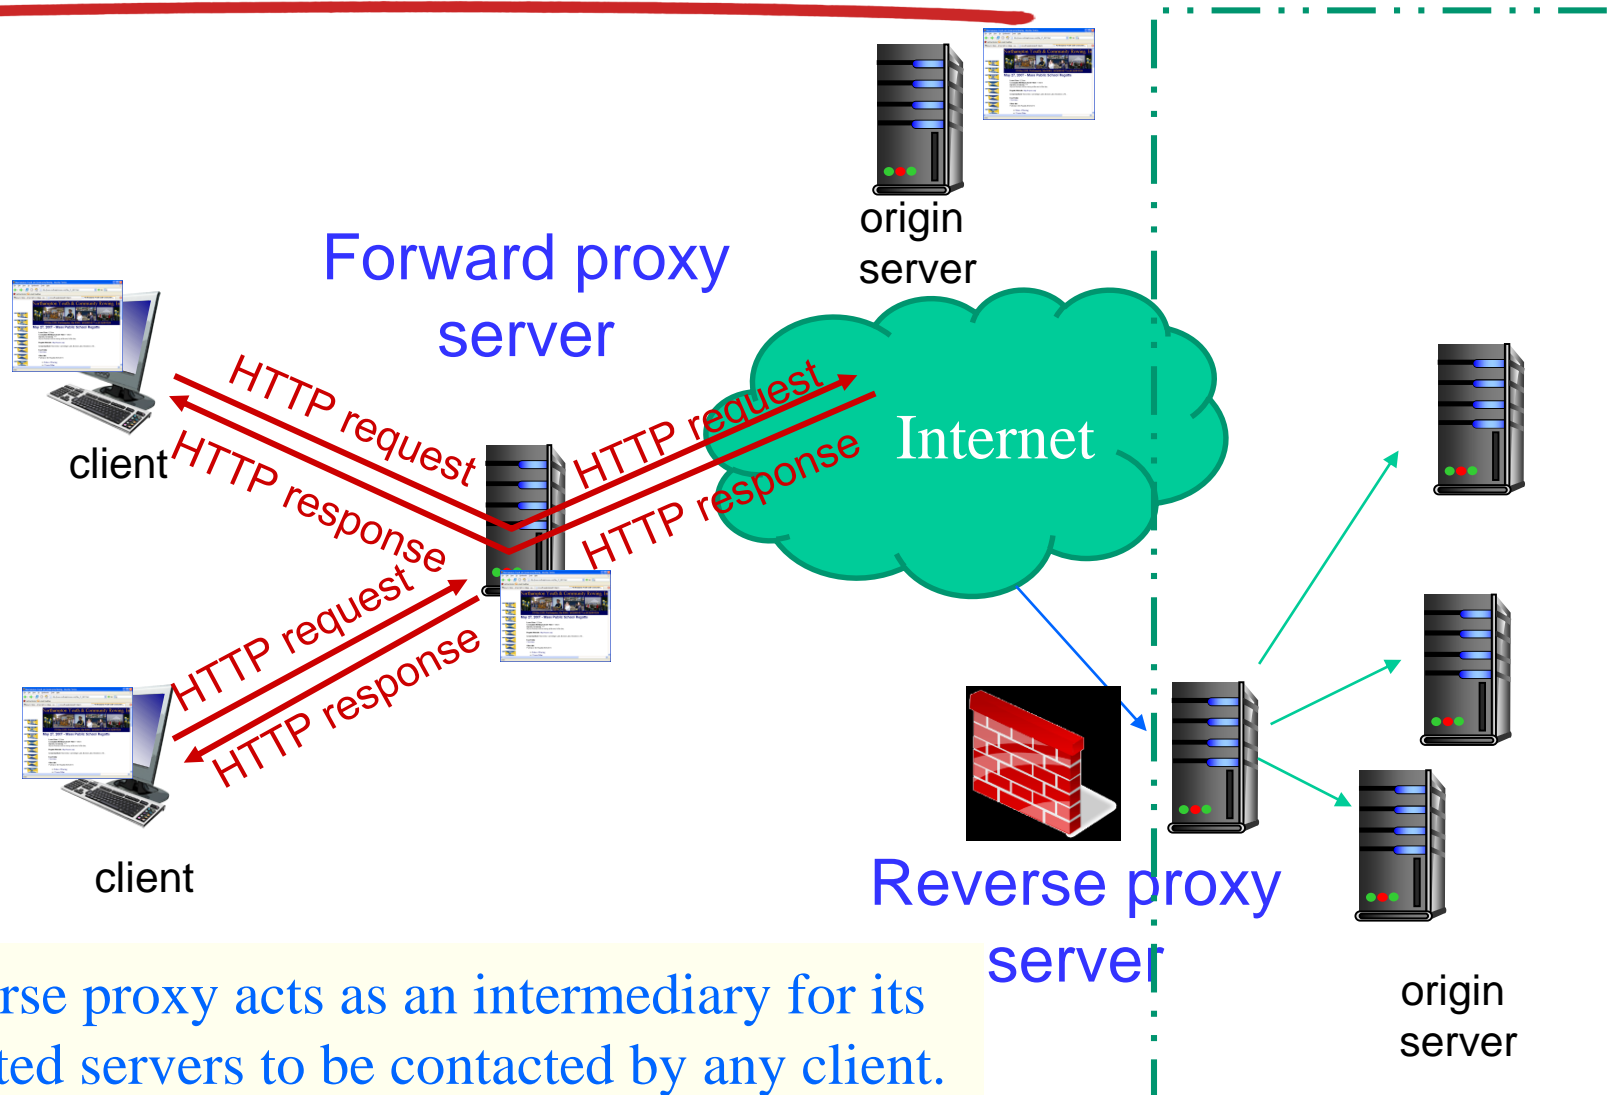 origin
server
Forward proxy
server
HTTP request
HTTP response
client
HTTP request
HTTP response
Internet
HTTP request
HTTP response
client
Reverse proxy
server
origin
server
rse proxy acts as an intermediary for its
ted servers to be contacted by any client.